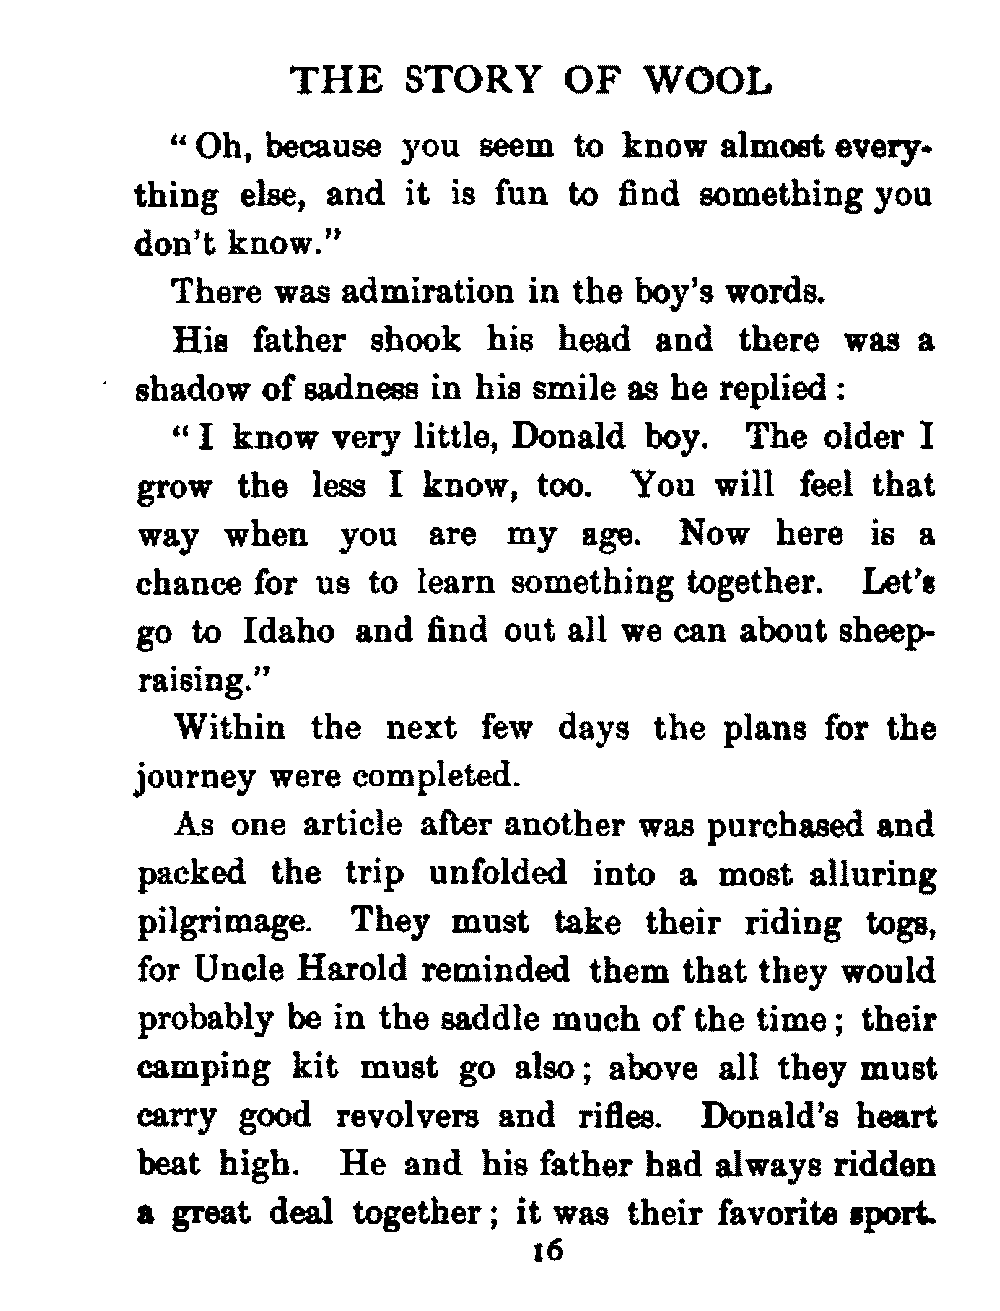 THE STORY OF WOOL
“Oh, because you seem to know almost every-
thing else, and it is fun to find something you
don’t know.”
There was admiration in the boy’s words.
His father shook his head and there was a
shadow of sadness in his smile as he replied :
“I know very little, Donald boy. The older I
grow the less I know, too. You will feel that
way when you are my age. Now here is a
chance for us to learn something together. Let’s
go to Idaho and find out all we can about sheep-
raising.”
Within the next few days the plans for the
journey were completed.
As one article after another was purchased and
packed the trip unfolded into a most alluring
pilgrimage. They must take their riding togs,
for Uncle Harold reminded them that they would
probably be in the saddle much of the time ; their
camping kit must go also ; above all they must
carry good revolvers and rifles. Donald’s heart
beat high. He and his father had always ridden
a great deal together ; it was their favorite sport.
16